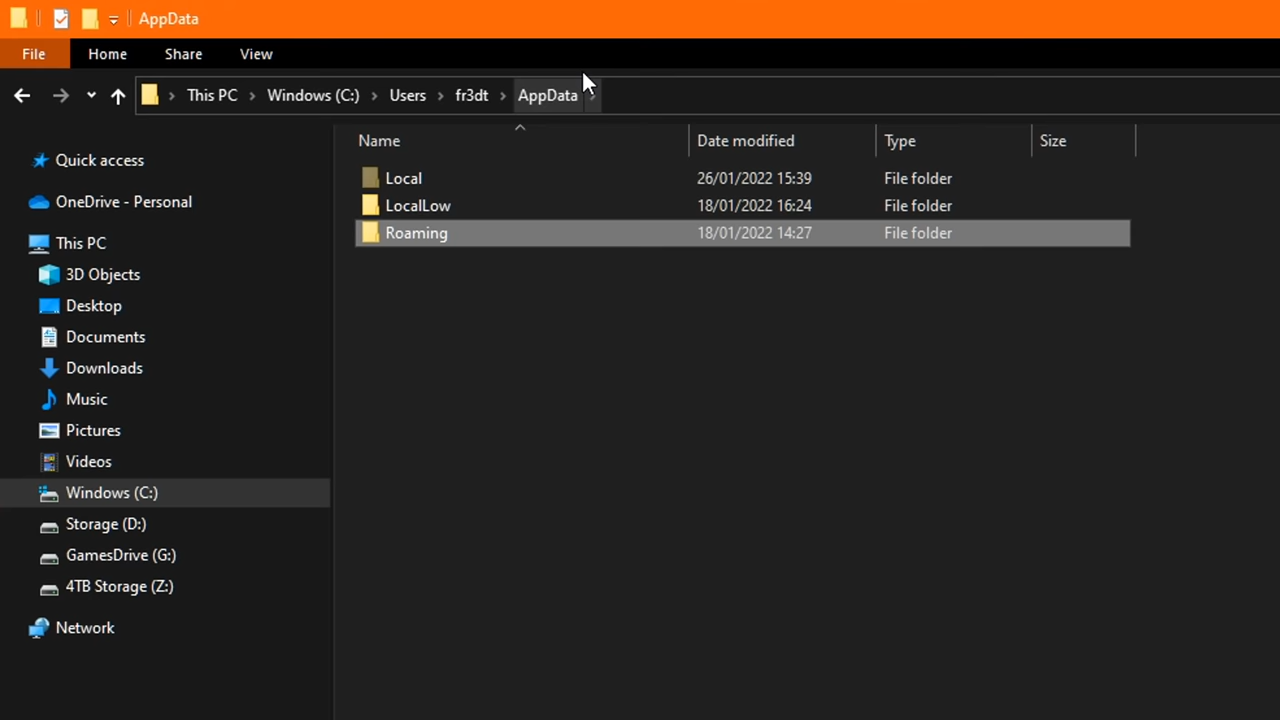 AppData
File Home Share View
This PC Windows (C:) Users fr3dt AppData
Name Date modified Type Size
Local 26/01/2022 15:39 File folder
LocalLow 18/01/2022 16:24 File folder
Roaming 18/01/2022 14:27 File folder
Quick access
OneDrive - Personal
This PC
3D Objects
Desktop
Documents
Downloads
Music
Pictures
Videos
Windows (C:)
Storage (D:)
GamesDrive (G:)
4TB Storage (Z:)
Network